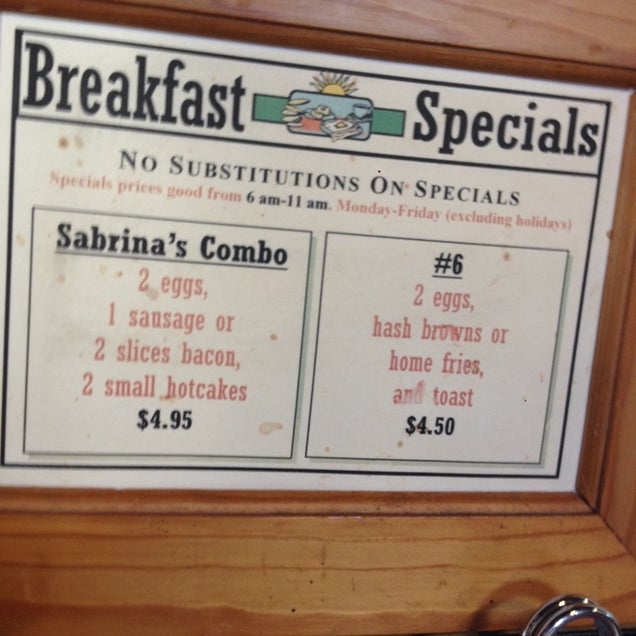 Breakfast Specials
NO SUBSTITUTIONS ON SPECIALS
Specials prices good from 6 am-11 am. Monday-Friday (excluding holidays)
Sabrina's Combo
2 eggs,
1 sausage or
2 slices bacon,
2 small hotcakes
$4.95
#6
2 eggs,
hash browns or
home fries,
and toast
$4.50